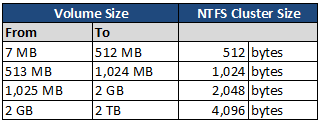 Volume Size NTFS Cluster Size
From To
7 MB 512 MB 512 bytes
513 MB 1,024 MB 1,024 bytes
1,025 MB 2 GB 2,048 bytes
2 GB 2 TB 4,096 bytes